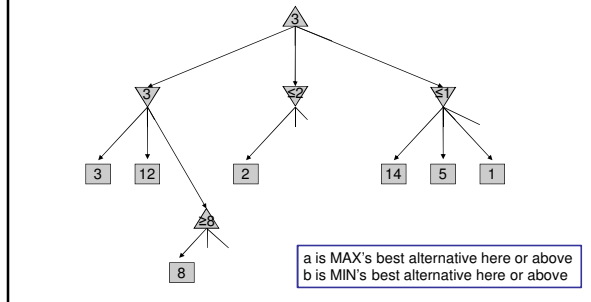 3
3 ≤2 ≤1
3 12 2 14 5 1
≥8
8
a is MAX's best alternative here or above
b is MIN's best alternative here or above